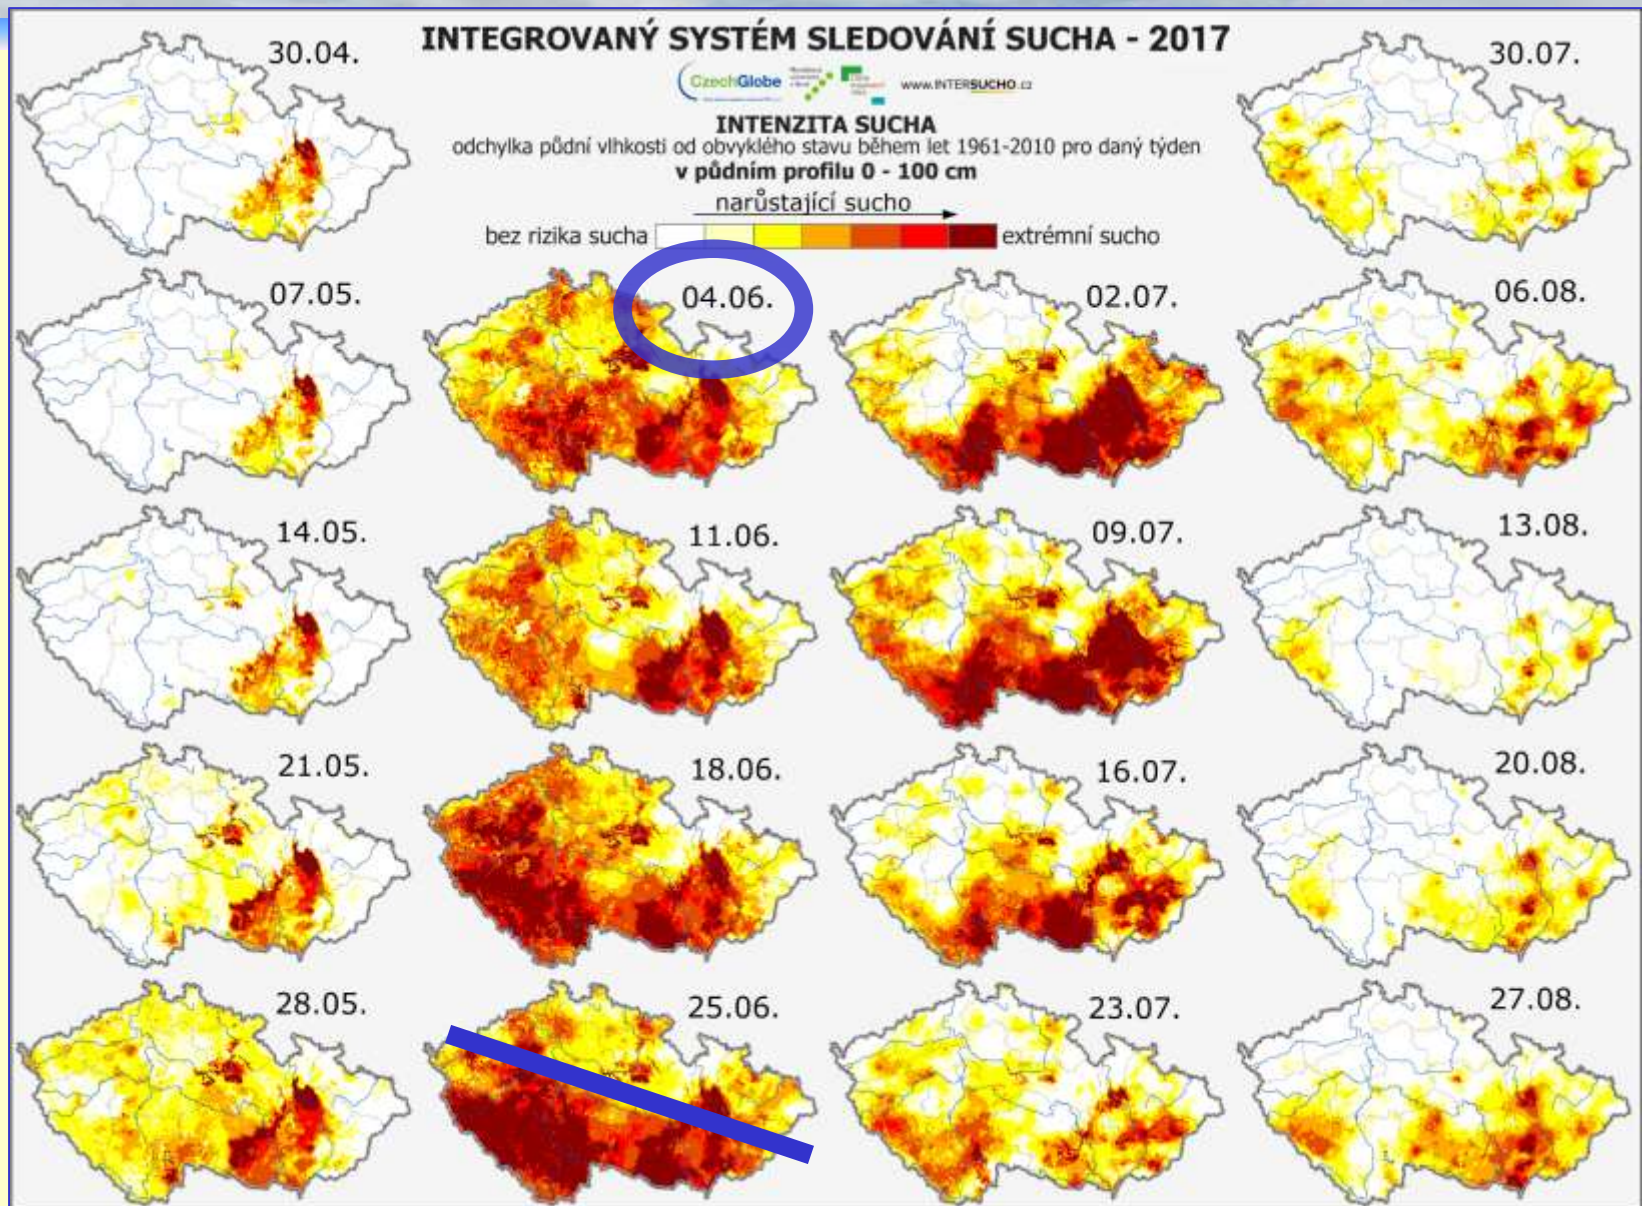 INTEGROVANÝ SYSTÉM SLEDOVÁNÍ SUCHA - 2017
CzechGlobe
www.INTERSUCHO.cz
INTENZITA SUCHA
odchylka půdní vlhkosti od obvyklého stavu během let 1961-2010 pro daný týden
v půdním profilu 0 - 100 cm
narůstající sucho
bez rizika sucha extrémní sucho
30.04. 30.07.
07.05. 04.06. 02.07. 06.08.
14.05. 11.06. 09.07. 13.08.
21.05. 18.06. 16.07. 20.08.
28.05. 25.06. 23.07. 27.08.